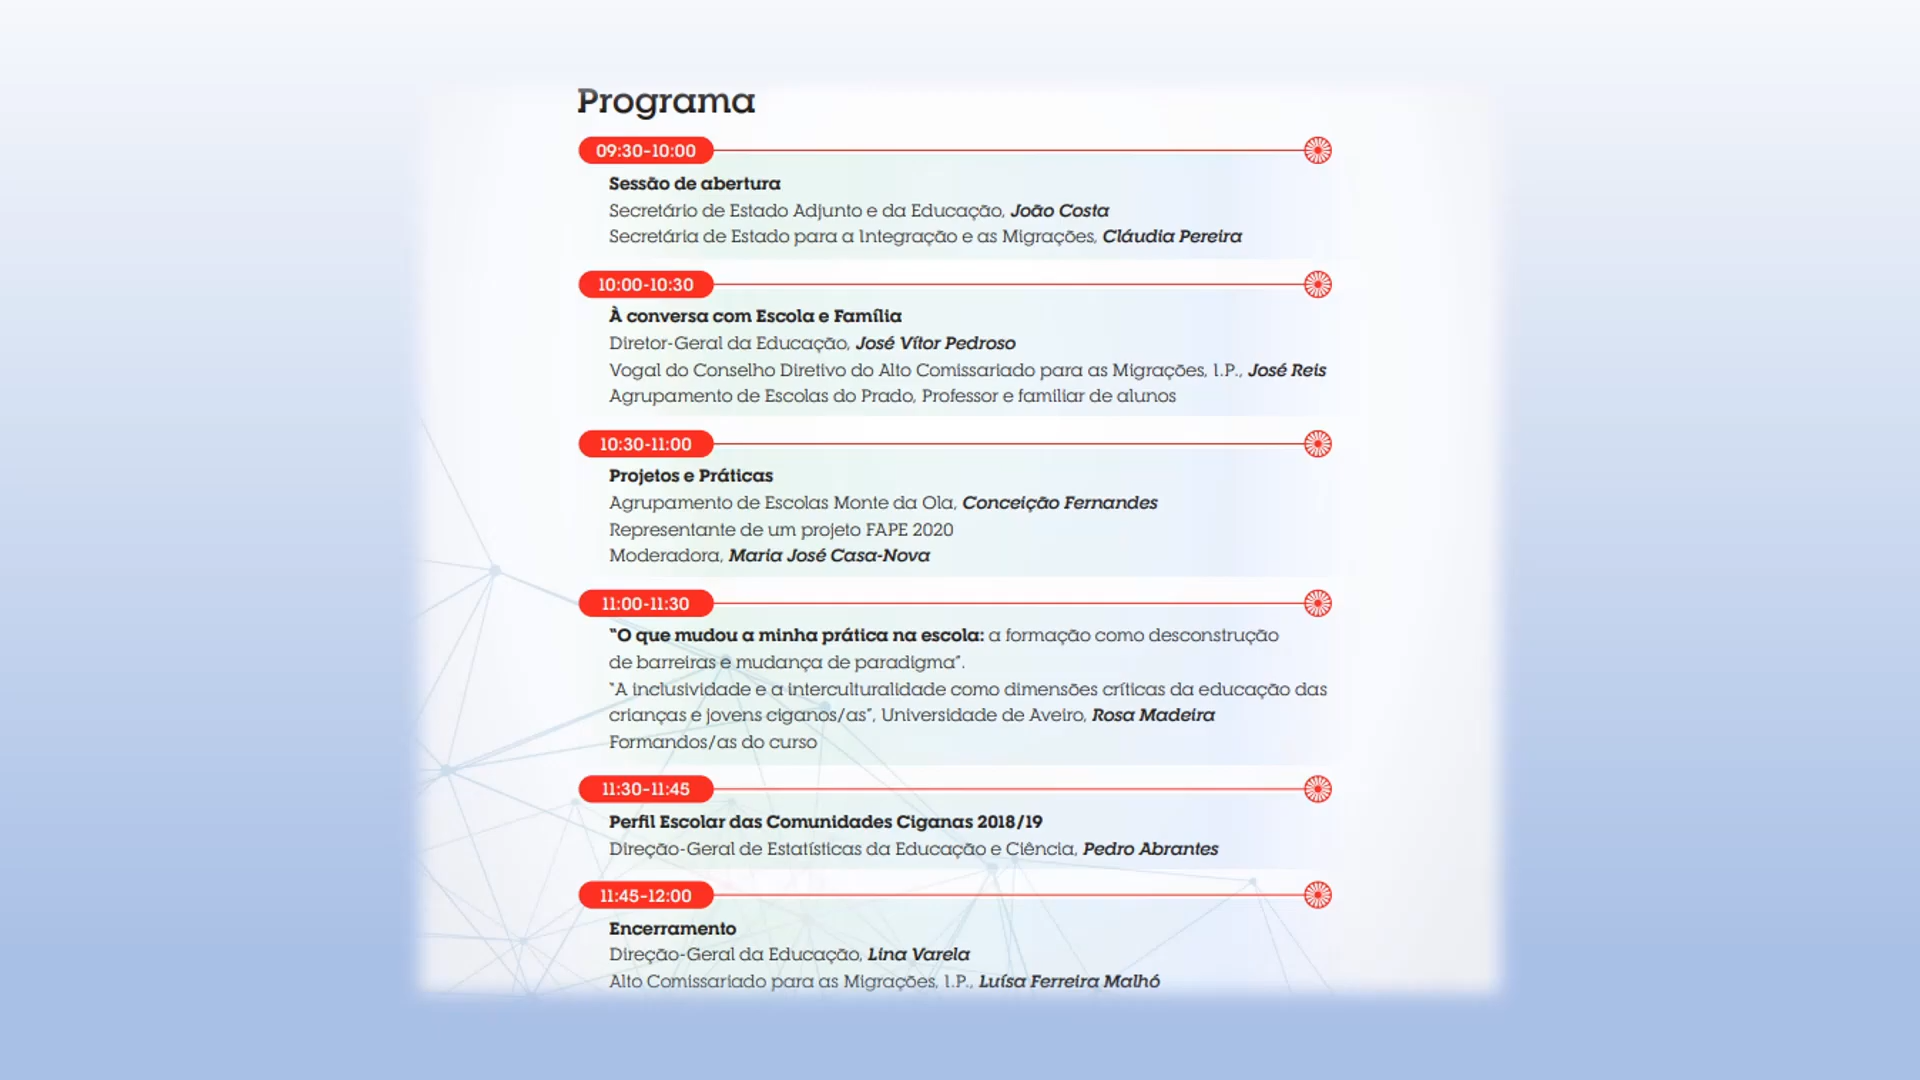 Programa
09:30-10:00
Sessão de abertura
Secretário de Estado Adjunto e da Educação, João Costa
Secretária de Estado para a Integração e as Migrações, Cláudia Pereira
10:00-10:30
À conversa com Escola e Família
Diretor-Geral da Educação, José Vítor Pedroso
Vogal do Conselho Diretivo do Alto Comissariado para as Migrações, I.P., José Reis
Agrupamento de Escolas do Prado, Professor e familiar de alunos
10:30-11:00
Projetos e Práticas
Agrupamento de Escolas Monte da Ola, Conceição Fernandes
Representante de um projeto FAPE 2020
Moderadora, Maria José Casa-Nova
11:00-11:30
“O que mudou a minha prática na escola: a formação como desconstrução
de barreiras e mudança de paradigma”.
“A inclusividade e a interculturalidade como dimensões críticas da educação das
crianças e jovens ciganos/as”, Universidade de Aveiro, Rosa Madeira
Formandos/as do curso
11:30-11:45
Perfil Escolar das Comunidades Ciganas 2018/19
Direção-Geral de Estatísticas da Educação e Ciência, Pedro Abrantes
11:45-12:00
Encerramento
Direção-Geral da Educação, Lina Varela
Alto Comissariado para as Migrações, I.P., Luísa Ferreira Malhó